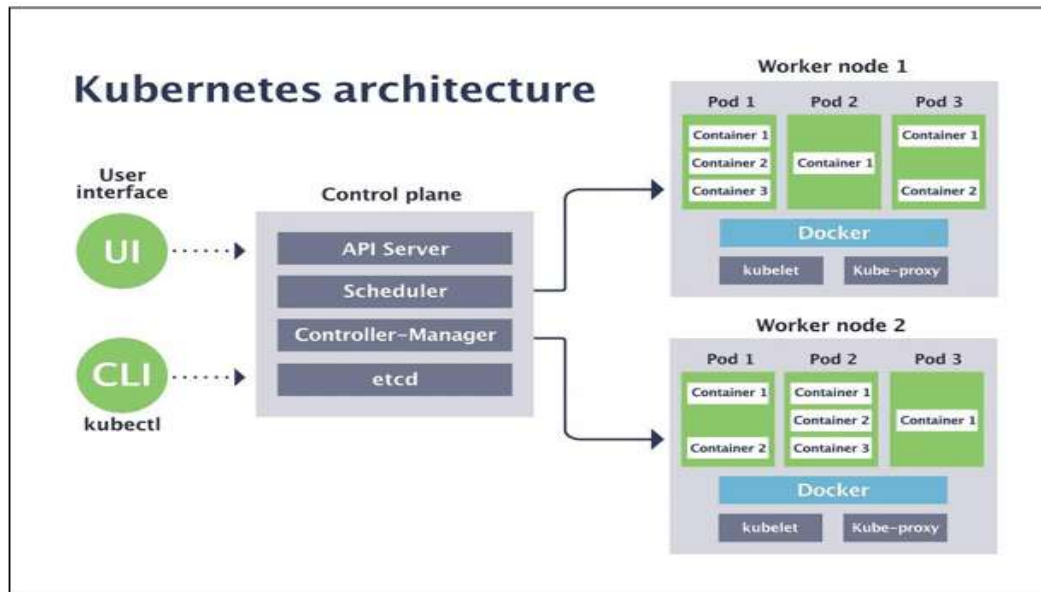 Kubernetes architecture
User
interface
UI
CLI
kubectl
Control plane
API Server
Scheduler
Controller-Manager
etcd
Worker node 1
Pod 1
Container 1
Container 2
Container 3
Pod 2
Container 1
Pod 3
Container 1
Container 2
Docker
kubelet
Kube-proxy
Worker node 2
Pod 1
Container 1
Container 2
Pod 2
Container 1
Container 2
Container 3
Pod 3
Container 1
Docker
kubelet
Kube-proxy